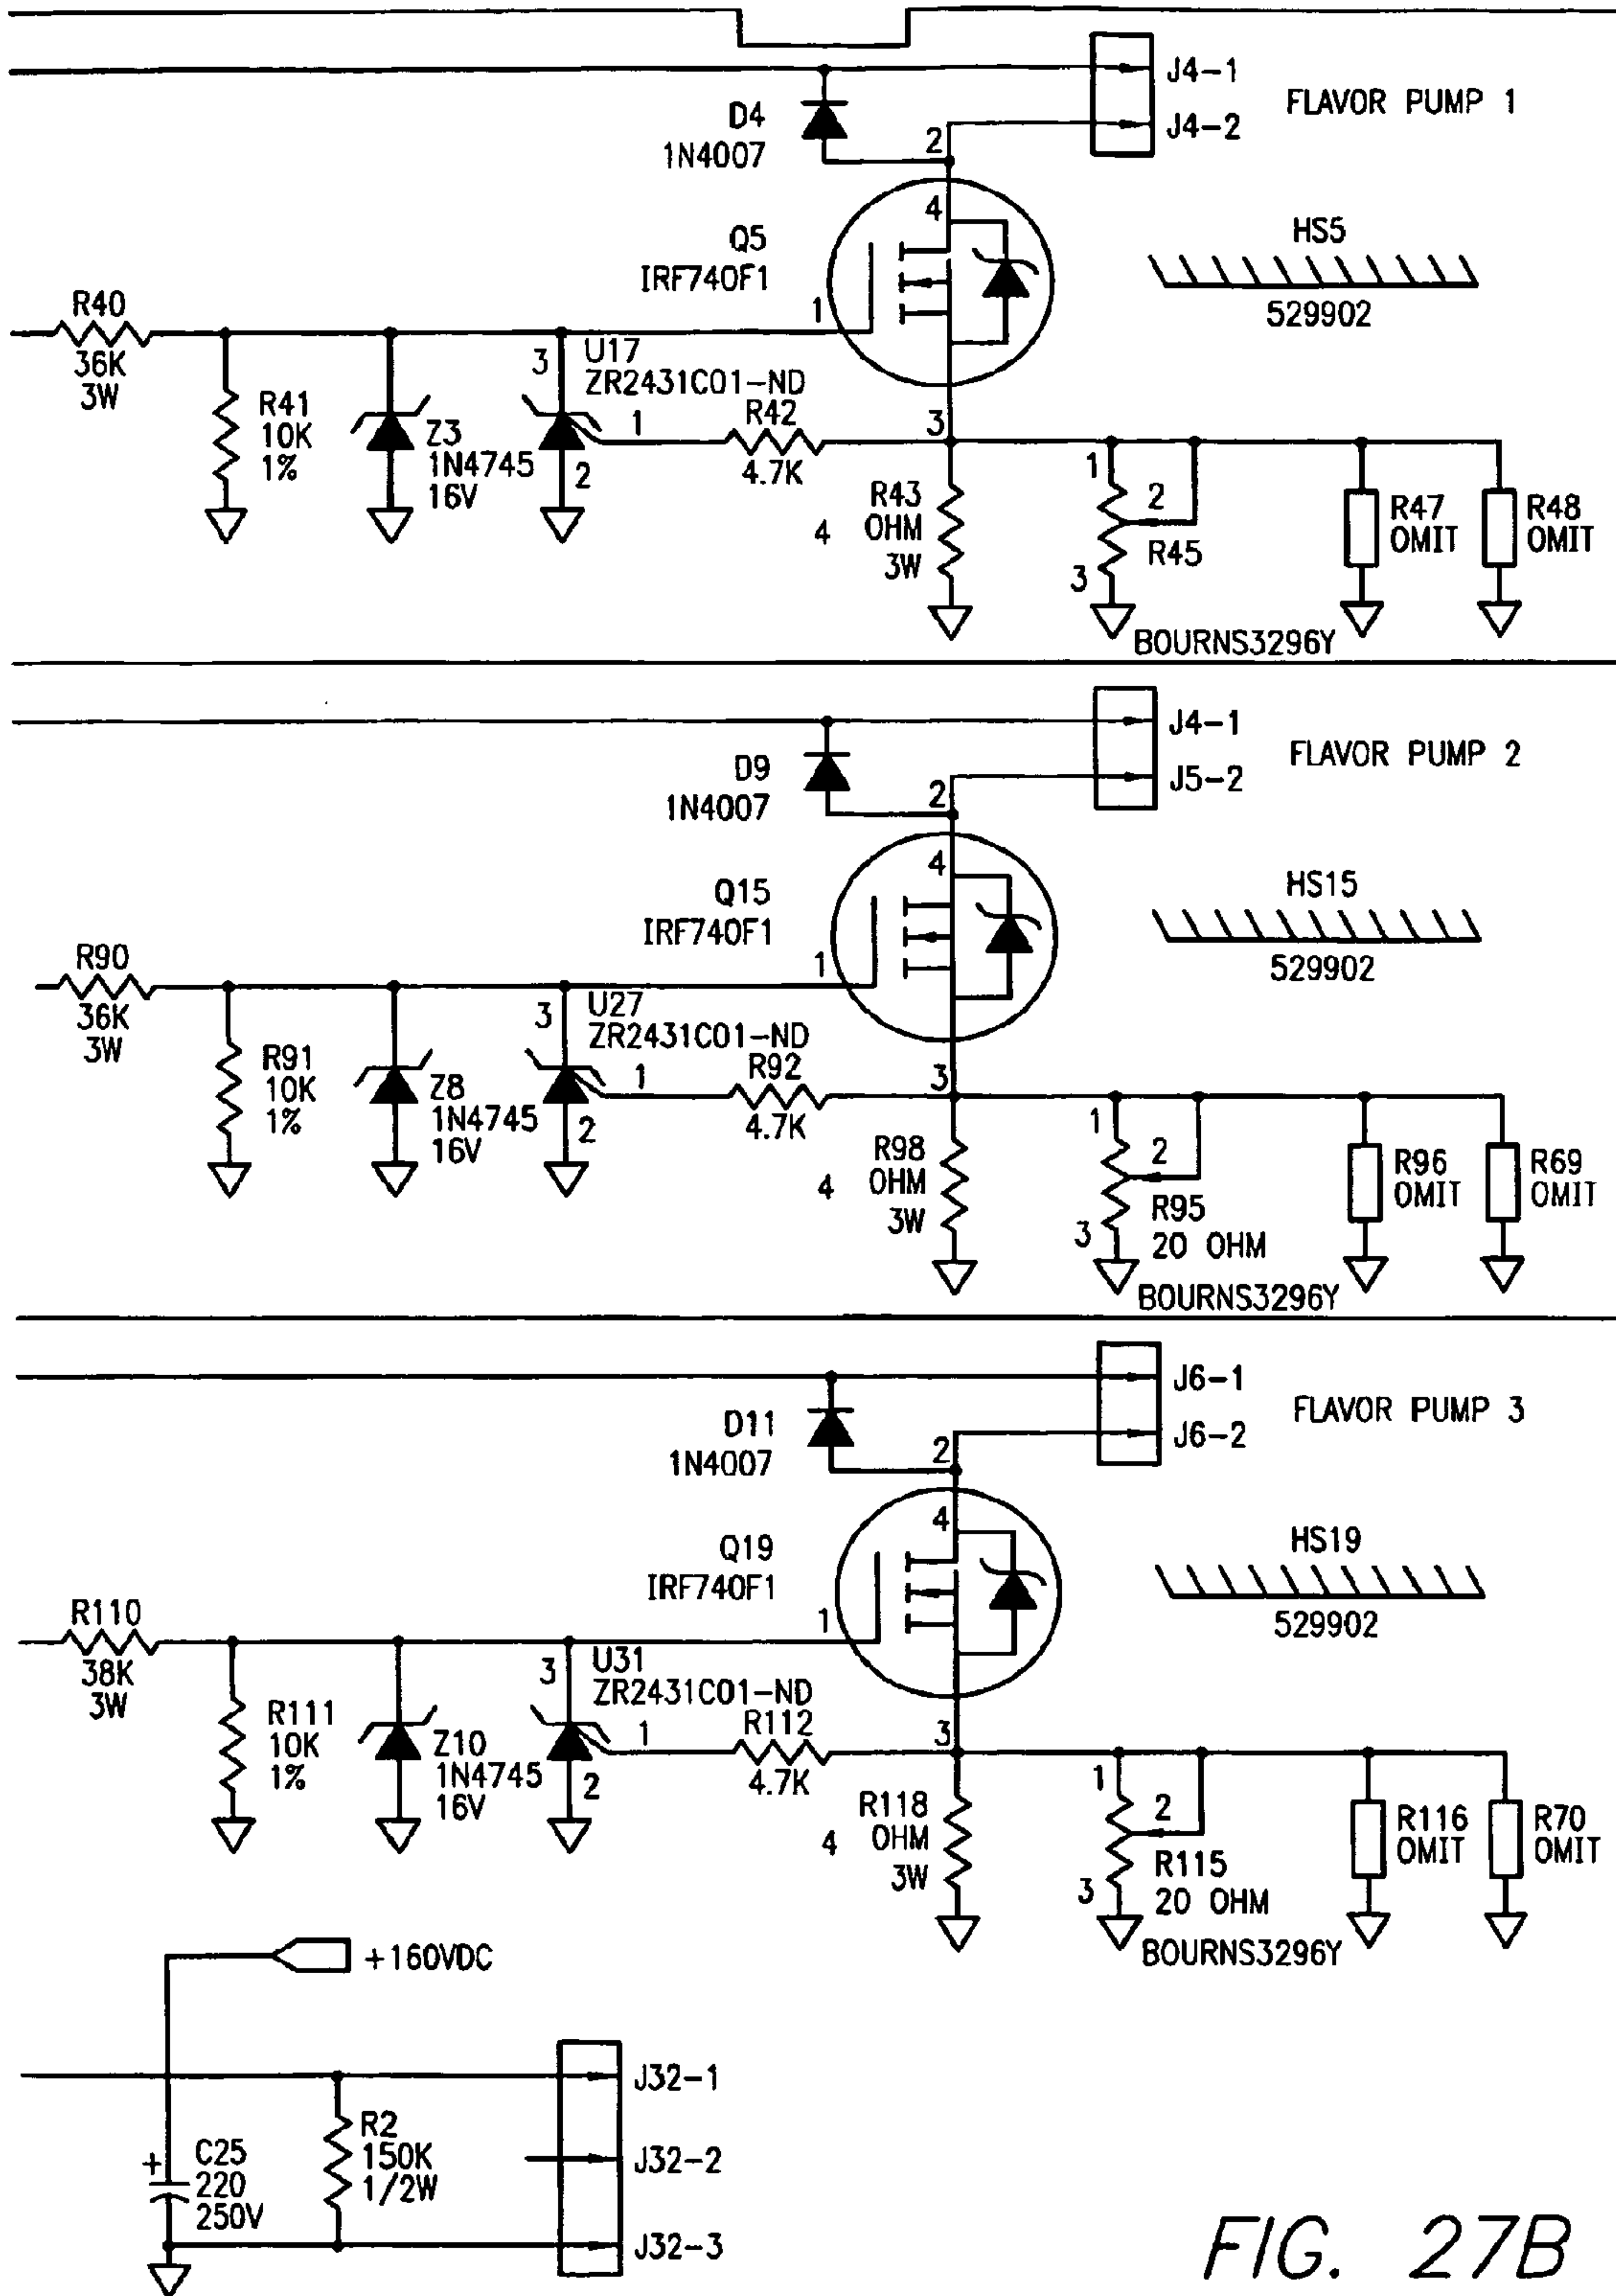 J4-1
FLAVOR PUMP 1
J4-2
D4
1N4007
2
4
Q5
IRF740F1
HS5
529902
1
R40
36K
3W
R41
10K
1%
Z3
1N4745
16V
3
U17
ZR2431C01-ND
1
2
R42
4.7K
3
R43
4 OHM
3W
1
2
R45
3
BOURNS3296Y
R47
OMIT
R48
OMIT
J4-1
FLAVOR PUMP 2
J5-2
D9
1N4007
2
4
Q15
IRF740F1
HS15
529902
1
R90
36K
3W
R91
10K
1%
Z8
1N4745
16V
3
U27
ZR2431C01-ND
1
2
R92
4.7K
3
R98
4 OHM
3W
1
2
R95
3
20 OHM
BOURNS3296Y
R96
OMIT
R69
OMIT
J6-1
FLAVOR PUMP 3
J6-2
D11
1N4007
2
4
Q19
IRF740F1
HS19
529902
1
R110
38K
3W
R111
10K
1%
Z10
1N4745
16V
3
U31
ZR2431C01-ND
1
2
R112
4.7K
3
R118
4 OHM
3W
1
2
R115
3
20 OHM
BOURNS3296Y
R116
OMIT
R70
OMIT
+160VDC
J32-1
R2
150K
1/2W
J32-2
+
C25
220
250V
J32-3
FIG. 27B